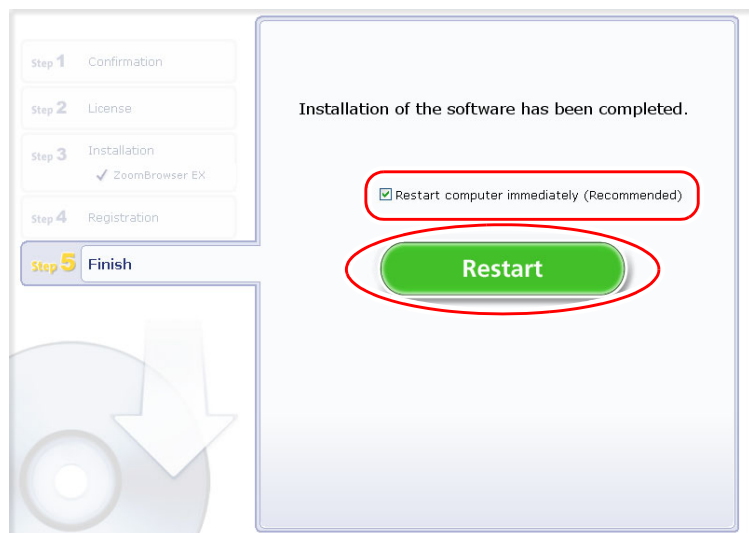 Step 1 Confirmation
Step 2 License
Step 3 Installation
ZoomBrowser EX
Step 4 Registration
Step 5 Finish
Installation of the software has been completed.
Restart computer immediately (Recommended)
Restart